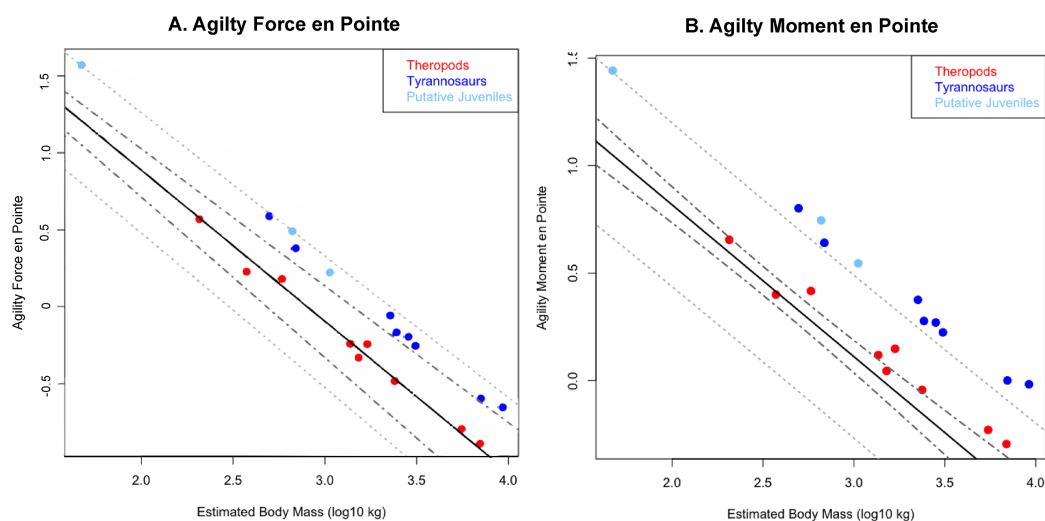 A. Agilty Force en Pointe
Theropods
Tyrannosaurs
Putative Juveniles
Agility Force en Pointe
1.5
1.0
0.5
0
-0.5
2.0 2.5 3.0 3.5 4.0
Estimated Body Mass (log10 kg)
B. Agilty Moment en Pointe
Theropods
Tyrannosaurs
Putative Juveniles
Agility Moment en Pointe
1.5
1.0
0.5
0.0
2.0 2.5 3.0 3.5 4.0
Estimated Body Mass (log10 kg)